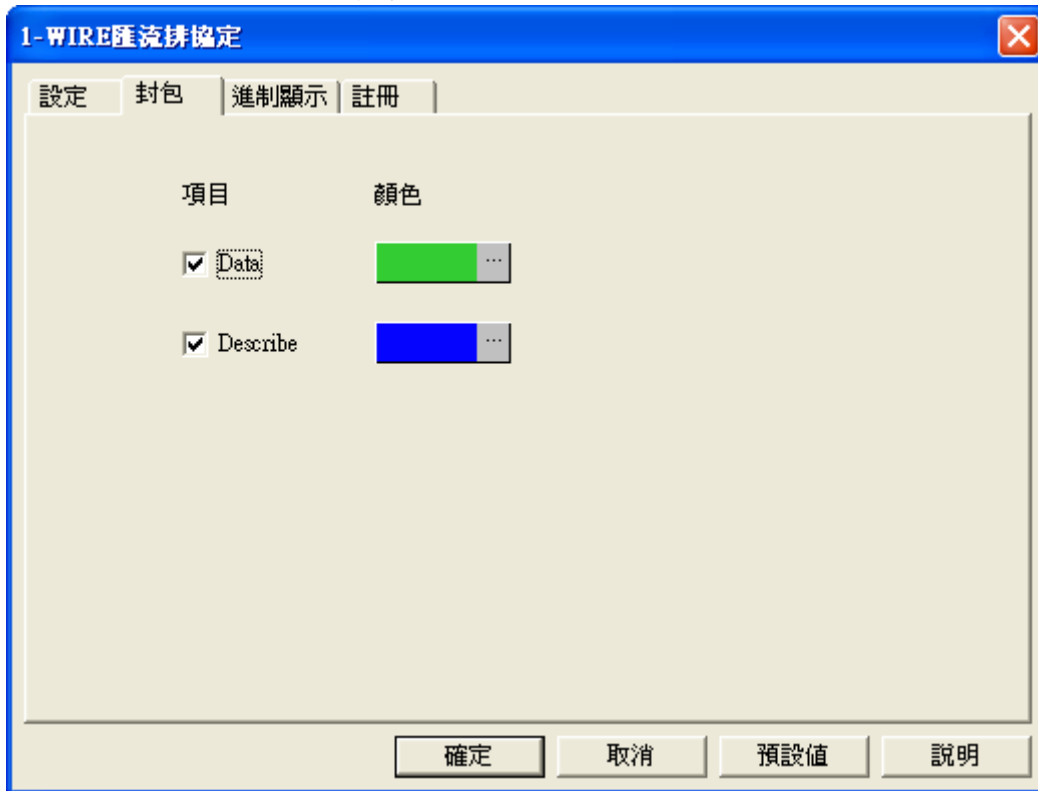 1-WIRE匯流排協定
設定 封包 進制顯示 註冊
項目 顏色
Data ...
Describe ...
確定 取消 預設值 說明